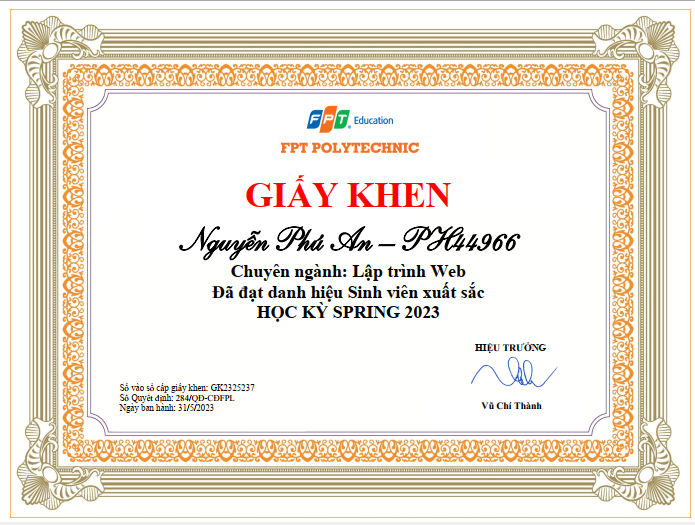 FPT Education
FPT POLYTECHNIC
GIẤY KHEN
Nguyễn Phú An – PH44966
Chuyên ngành: Lập trình Web
Đã đạt danh hiệu Sinh viên xuất sắc
HỌC KỲ SPRING 2023
HIỆU TRƯỞNG
Vũ Chí Thành
Số vào sổ cấp giấy khen: GK2325237
Số Quyết định: 284/QĐ-CĐFPL
Ngày ban hành: 31/5/2023